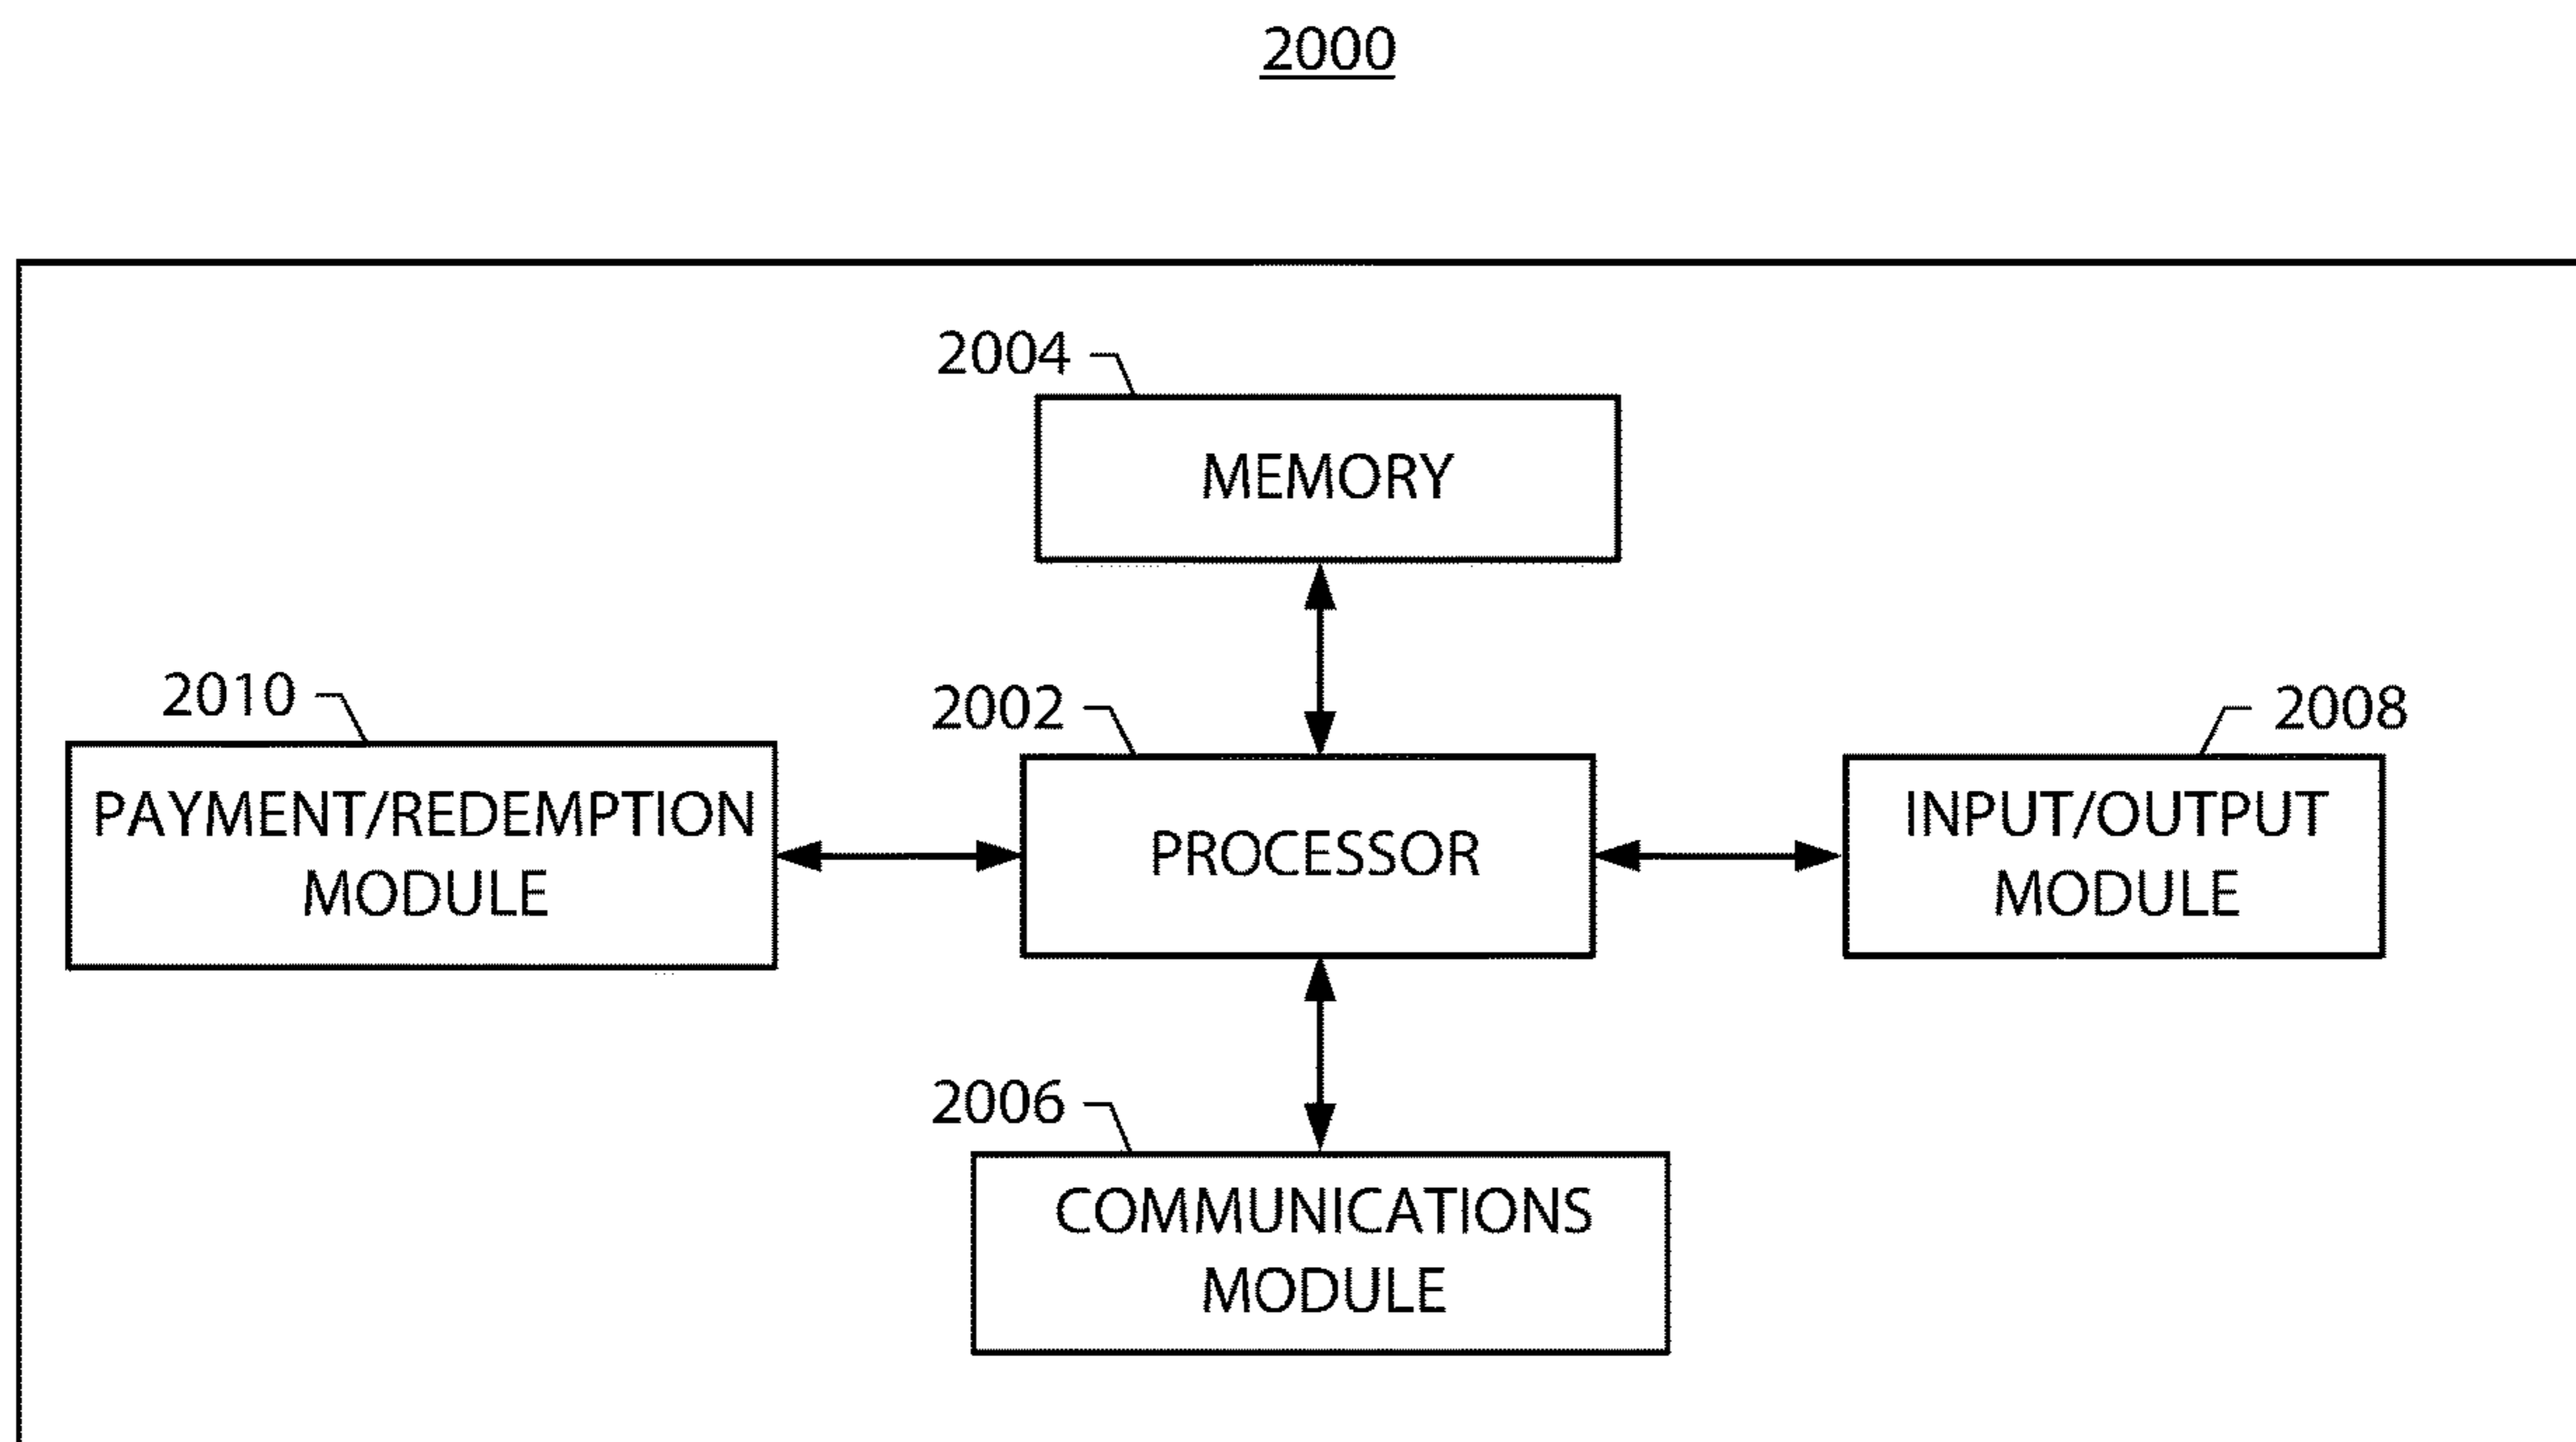 2000
2004
MEMORY
2010
2002
2008
PAYMENT/REDEMPTION
MODULE
PROCESSOR
INPUT/OUTPUT
MODULE
2006
COMMUNICATIONS
MODULE